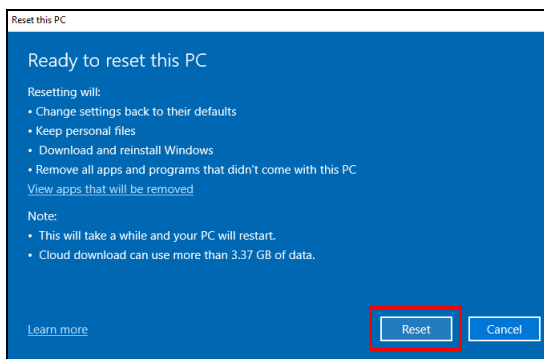 Reset this PC
Ready to reset this PC
Resetting will:
• Change settings back to their defaults
• Keep personal files
• Download and reinstall Windows
• Remove all apps and programs that didn't come with this PC
View apps that will be removed
Note:
• This will take a while and your PC will restart.
• Cloud download can use more than 3.37 GB of data.
Learn more
Reset
Cancel